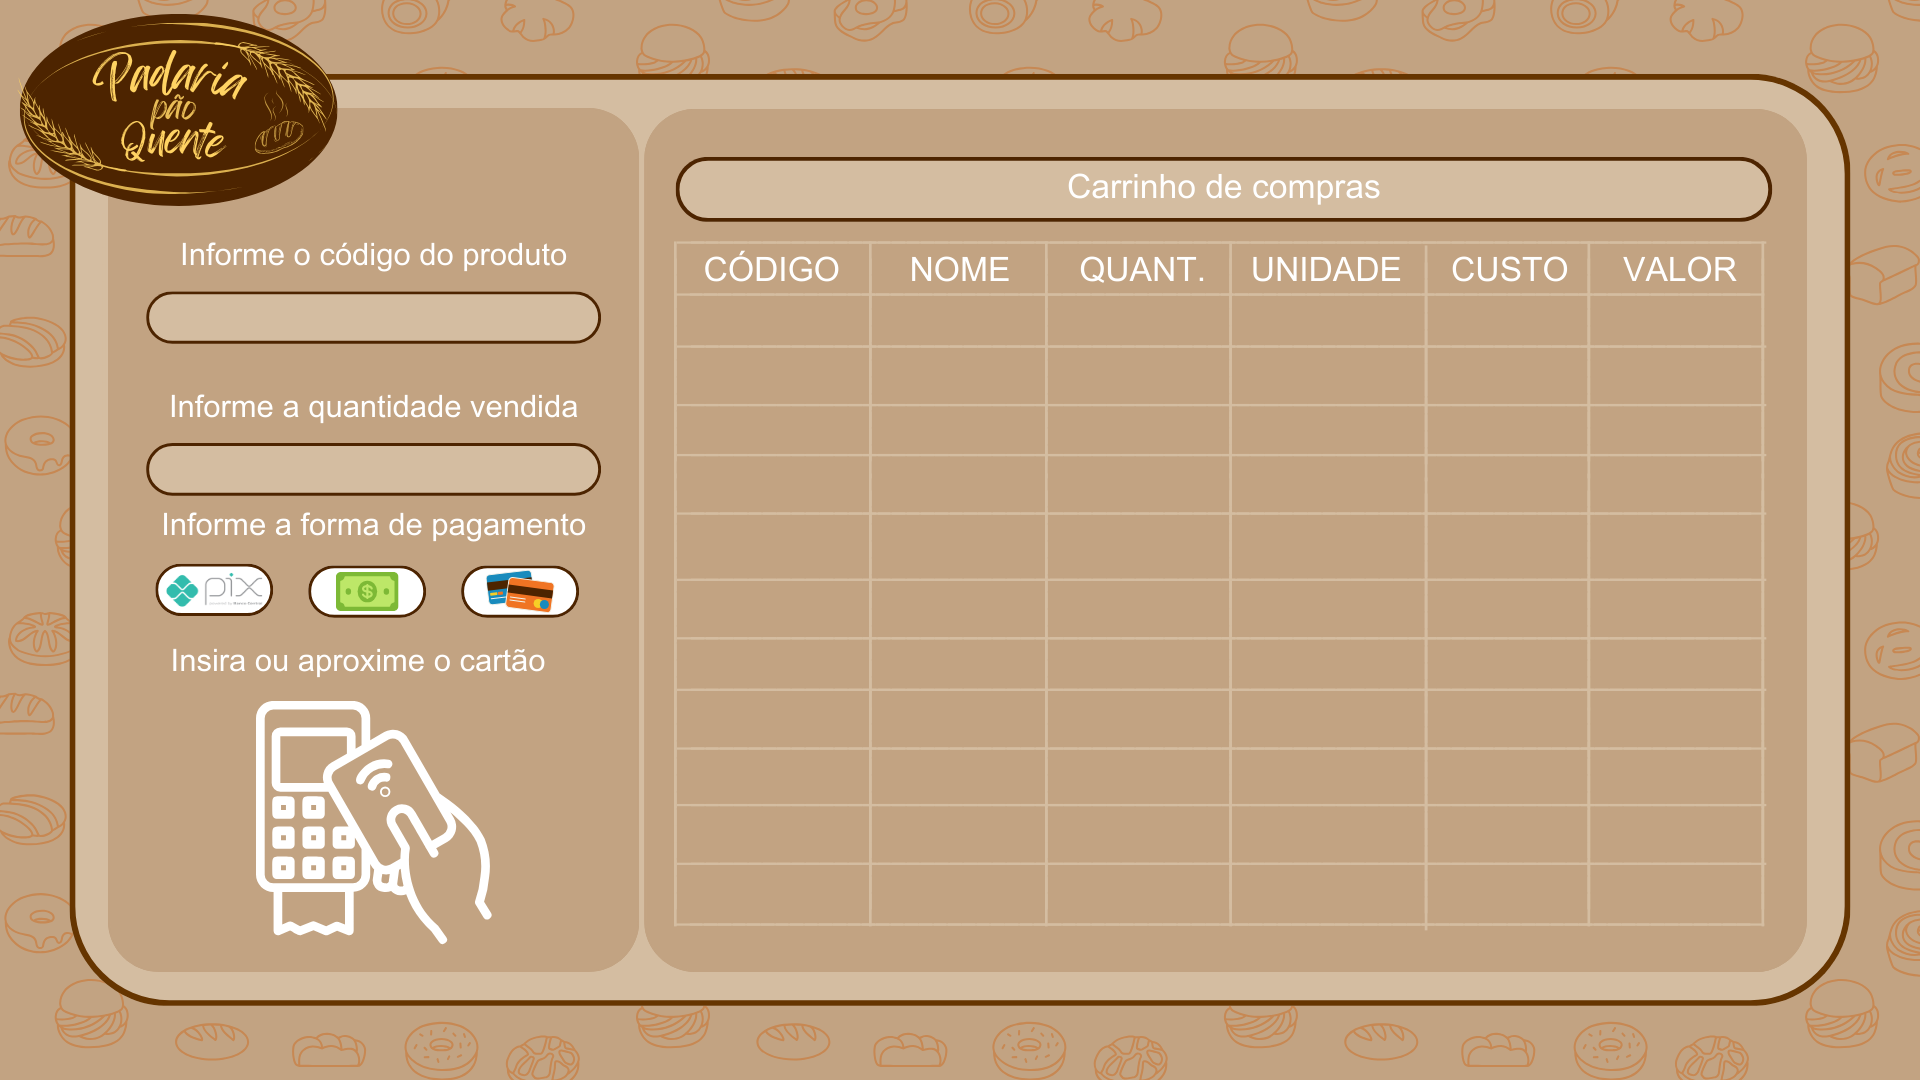 Padaria
pão
Quente
Informe o código do produto
Informe a quantidade vendida
Informe a forma de pagamento
pix
Insira ou aproxime o cartão
Carrinho de compras
CÓDIGO NOME QUANT. UNIDADE CUSTO VALOR